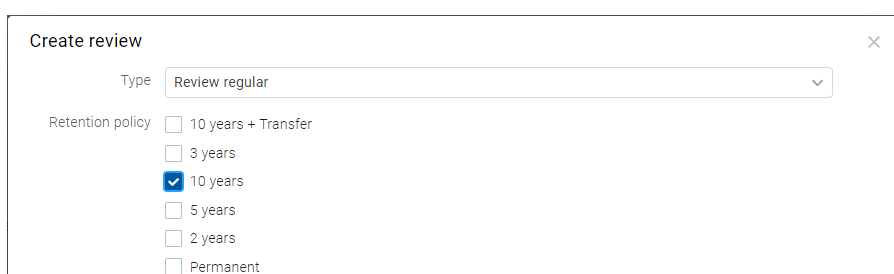 Create review
Type Review regular
Retention policy 10 years + Transfer
3 years
10 years
5 years
2 years
Permanent